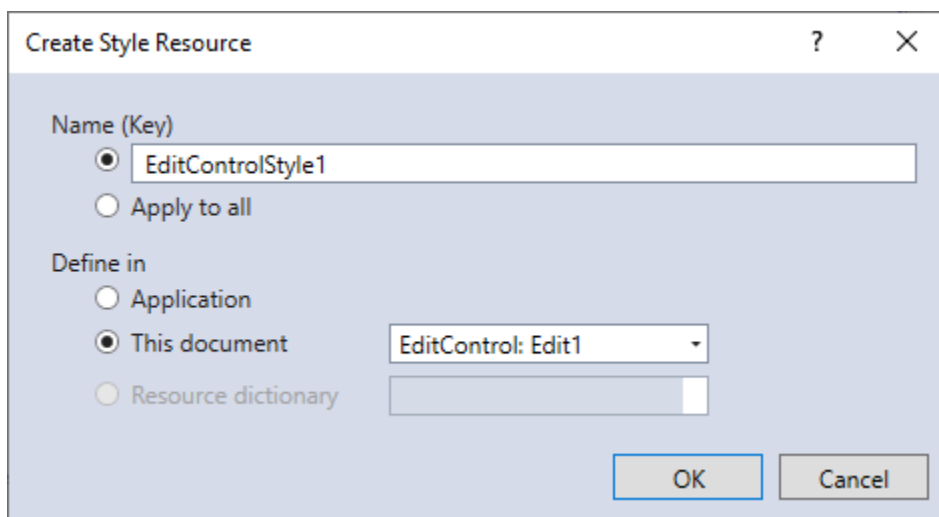 Create Style Resource ?
Name (Key)
EditControlStyle1
Apply to all
Define in
Application
This document EditControl: Edit1
Resource dictionary
OK Cancel